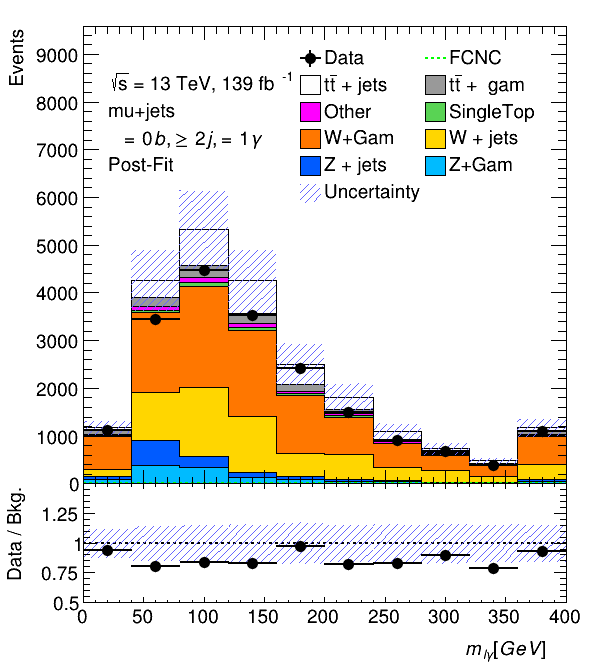 Events
9000
8000
7000
6000
5000
4000
3000
2000
1000
0
√s = 13 TeV, 139 fb⁻¹
mu+jets
= 0b, ≥ 2j, = 1γ
Post-Fit
Data
FCNC
tt̄ + jets
tt̄ + gam
Other
SingleTop
W+Gam
W + jets
Z + jets
Z+Gam
Uncertainty
Data / Bkg.
1.25
1
0.75
0.5
0 50 100 150 200 250 300 350 400
m_lγ[GeV]